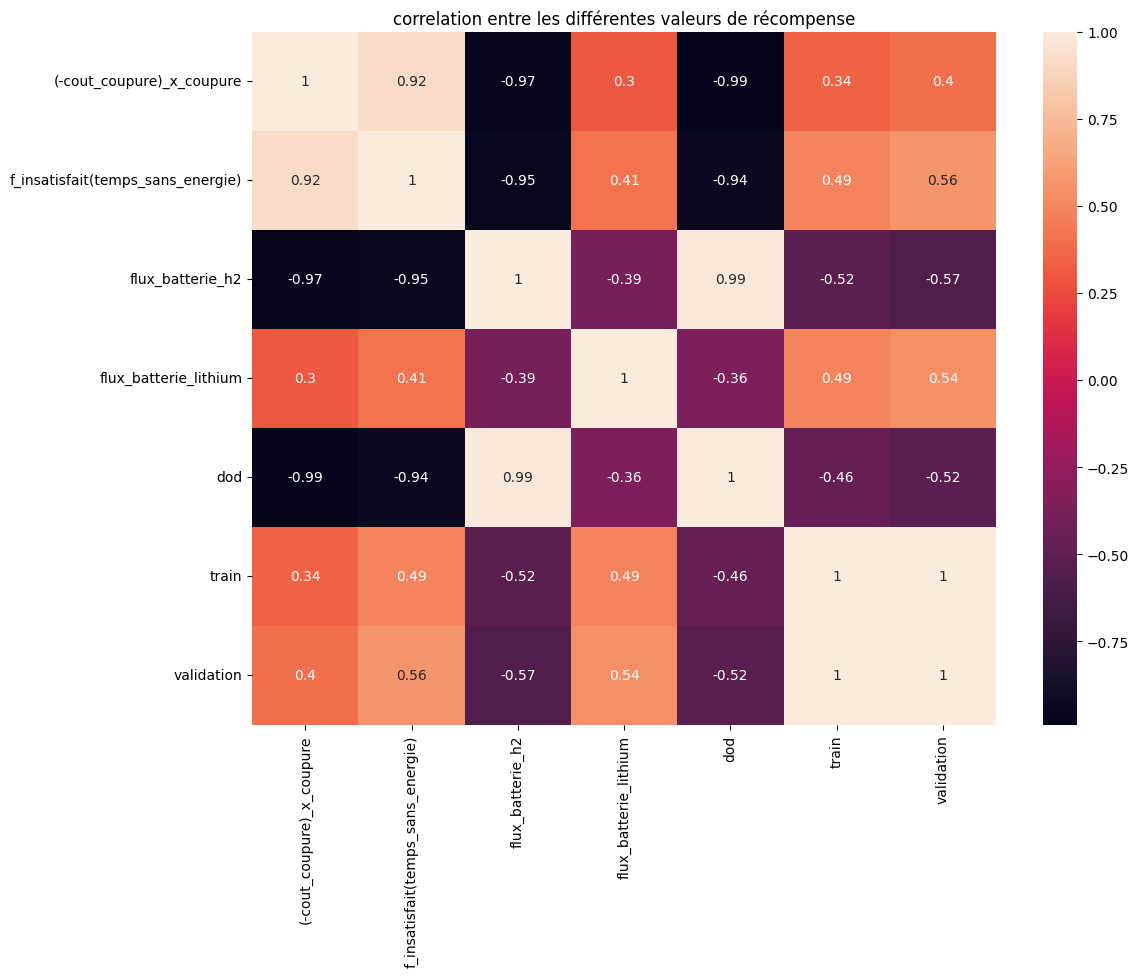 correlation entre les différentes valeurs de récompense
(-cout_coupure)_x_coupure 1 0.92 -0.97 0.3 -0.99 0.34 0.4
f_insatisfait(temps_sans_energie) 0.92 1 -0.95 0.41 -0.94 0.49 0.56
flux_batterie_h2 -0.97 -0.95 1 -0.39 0.99 -0.52 -0.57
flux_batterie_lithium 0.3 0.41 -0.39 1 -0.36 0.49 0.54
dod -0.99 -0.94 0.99 -0.36 1 -0.46 -0.52
train 0.34 0.49 -0.52 0.49 -0.46 1 1
validation 0.4 0.56 -0.57 0.54 -0.52 1 1
(-cout_coupure)_x_coupure
f_insatisfait(temps_sans_energie)
flux_batterie_h2
flux_batterie_lithium
dod
train
validation
1.00
0.75
0.50
0.25
0.00
−0.25
−0.50
−0.75